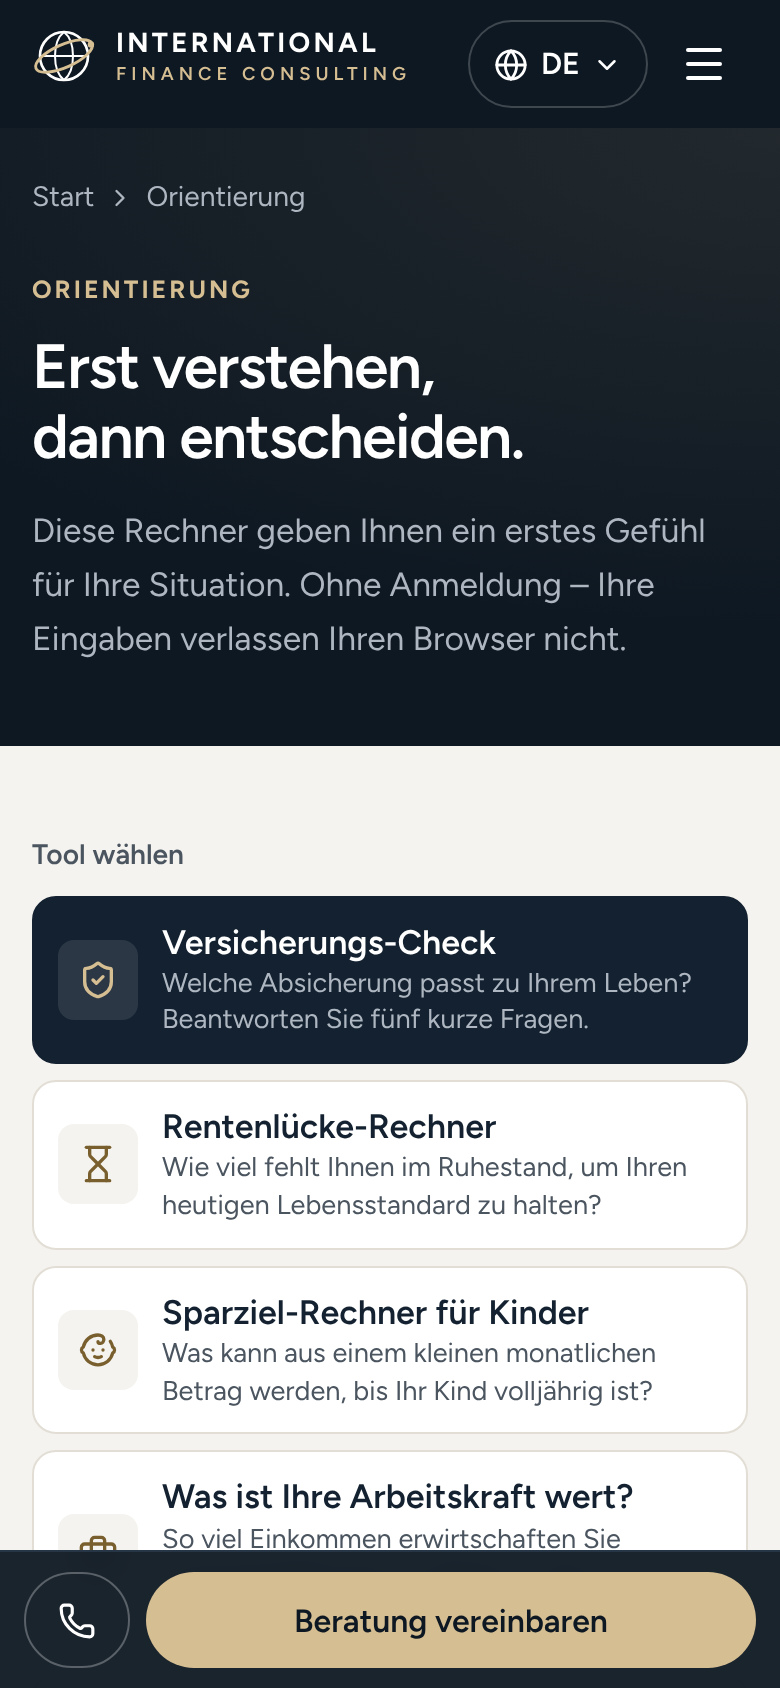 INTERNATIONAL
FINANCE CONSULTING
DE
Start > Orientierung
ORIENTIERUNG
Erst verstehen,
dann entscheiden.
Diese Rechner geben Ihnen ein erstes Gefühl
für Ihre Situation. Ohne Anmeldung – Ihre
Eingaben verlassen Ihren Browser nicht.
Tool wählen
Versicherungs-Check
Welche Absicherung passt zu Ihrem Leben?
Beantworten Sie fünf kurze Fragen.
Rentenlücke-Rechner
Wie viel fehlt Ihnen im Ruhestand, um Ihren
heutigen Lebensstandard zu halten?
Sparziel-Rechner für Kinder
Was kann aus einem kleinen monatlichen
Betrag werden, bis Ihr Kind volljährig ist?
Was ist Ihre Arbeitskraft wert?
So viel Einkommen erwirtschaften Sie
Beratung vereinbaren